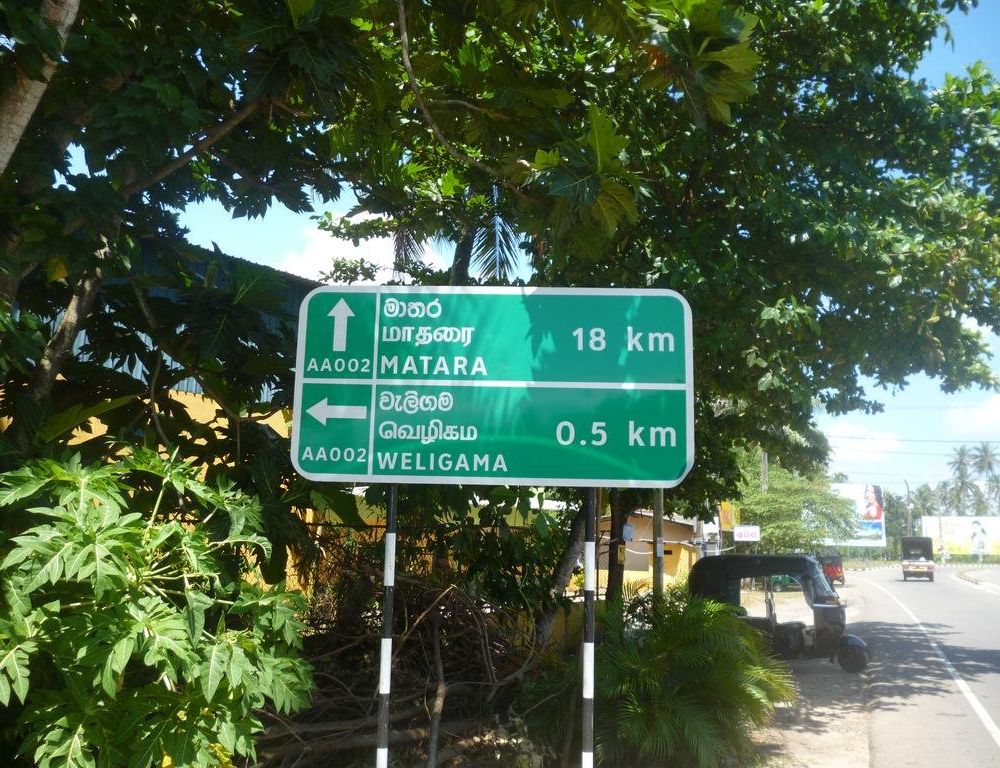 මාතර
மாத்தரை
MATARA
18 km
AA002
වැලිගම
வெழிகம
WELIGAMA
0.5 km
AA002